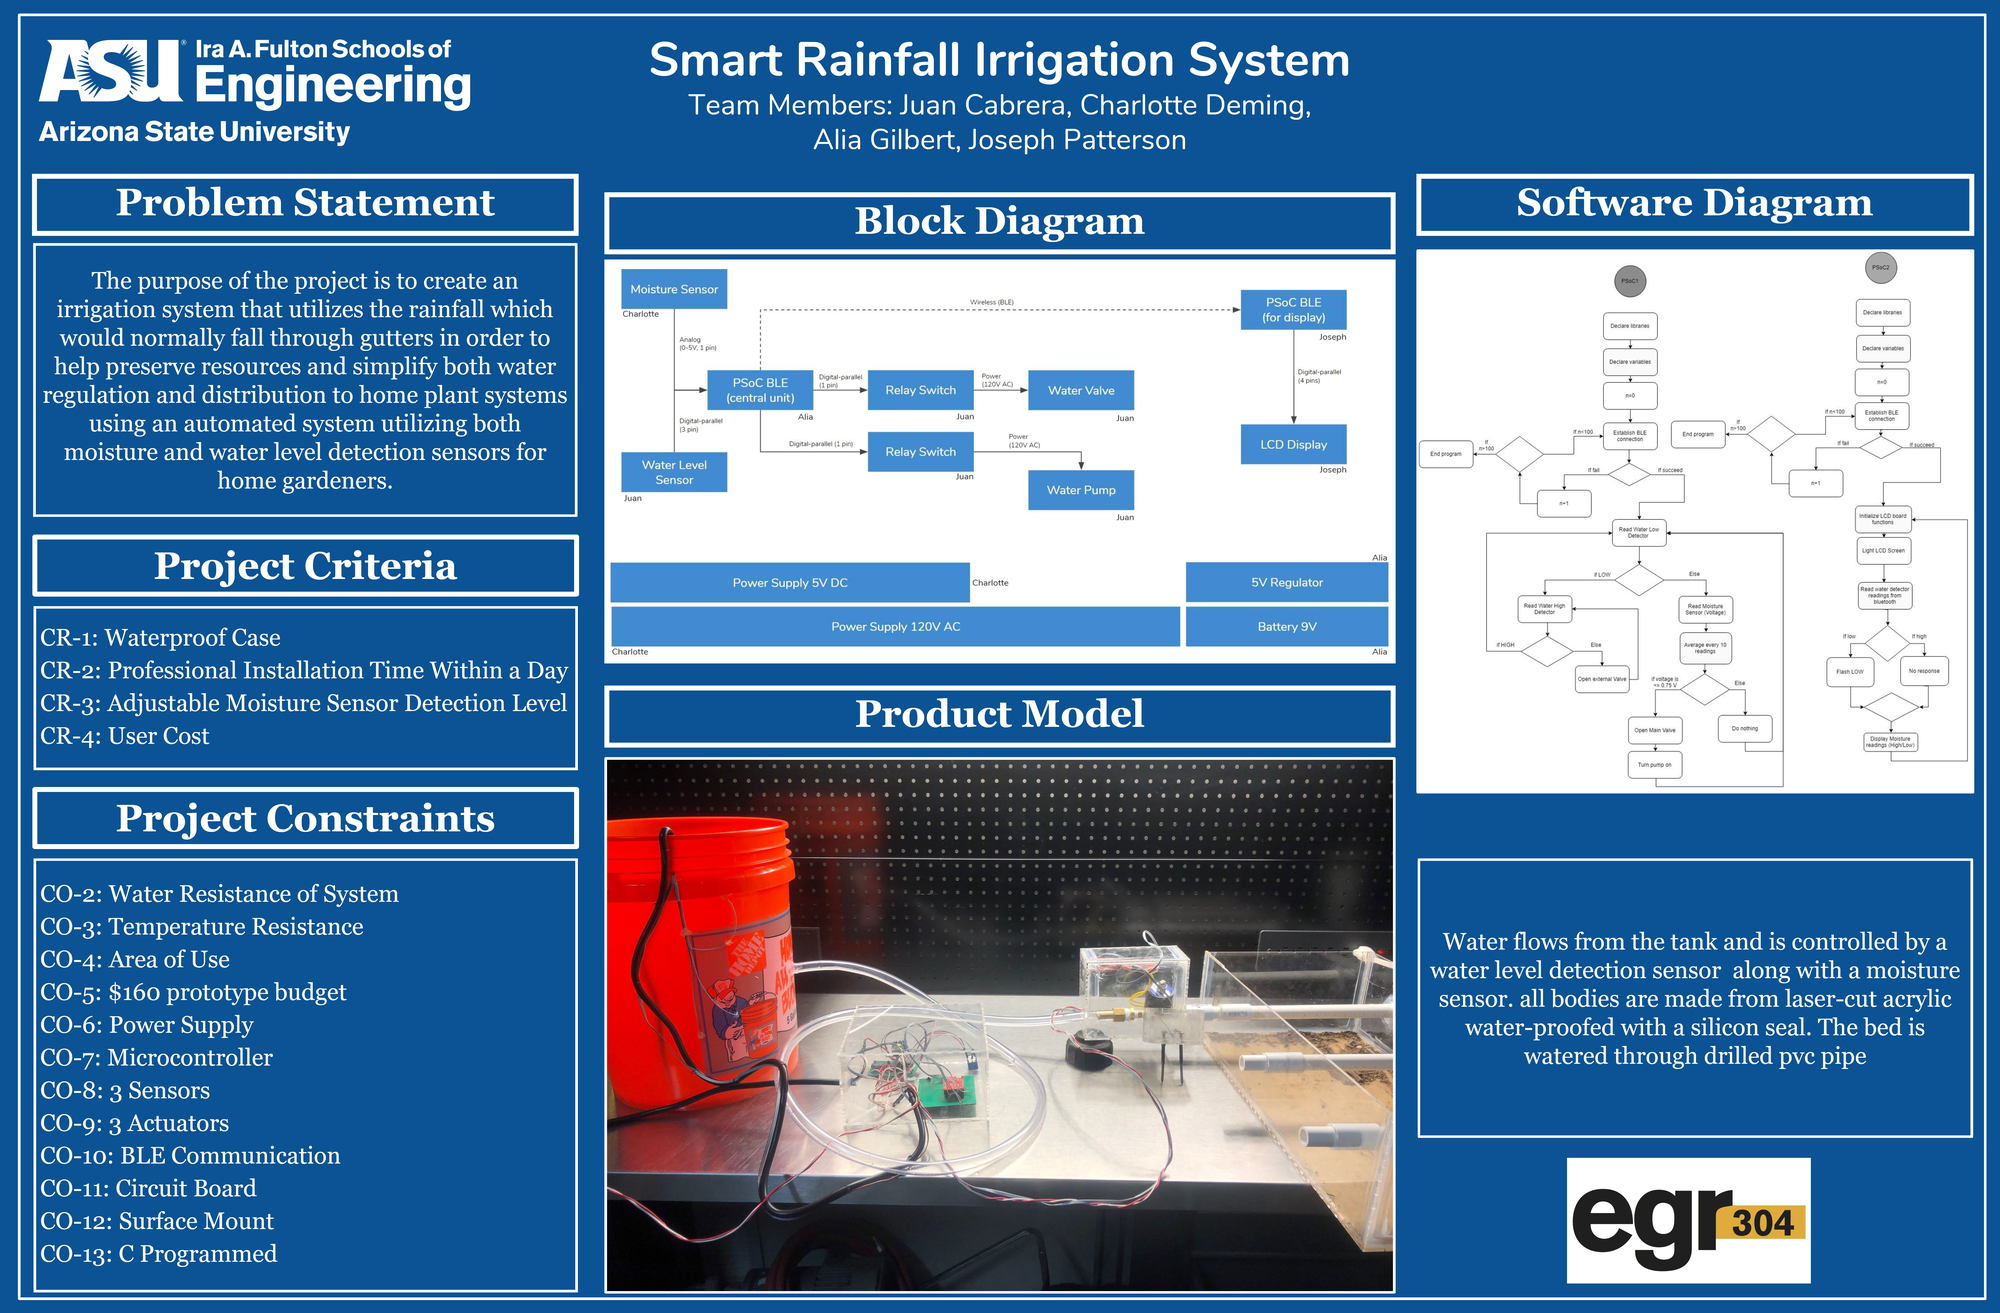 ASU Ira A. Fulton Schools of
Engineering
Arizona State University
Smart Rainfall Irrigation System
Team Members: Juan Cabrera, Charlotte Deming,
Alia Gilbert, Joseph Patterson
Problem Statement
The purpose of the project is to create an
irrigation system that utilizes the rainfall which
would normally fall through gutters in order to
help preserve resources and simplify both water
regulation and distribution to home plant systems
using an automated system utilizing both
moisture and water level detection sensors for
home gardeners.
Project Criteria
CR-1: Waterproof Case
CR-2: Professional Installation Time Within a Day
CR-3: Adjustable Moisture Sensor Detection Level
CR-4: User Cost
Project Constraints
CO-2: Water Resistance of System
CO-3: Temperature Resistance
CO-4: Area of Use
CO-5: $160 prototype budget
CO-6: Power Supply
CO-7: Microcontroller
CO-8: 3 Sensors
CO-9: 3 Actuators
CO-10: BLE Communication
CO-11: Circuit Board
CO-12: Surface Mount
CO-13: C Programmed
Block Diagram
Moisture Sensor
Charlotte
Wireless (BLE)
PSoC BLE
(for display)
Joseph
Analog
(0-5V, 1 pin)
PSoC BLE
(central unit)
Alia
Digital-parallel
(1 pin)
Relay Switch
Juan
Power
(120V AC)
Water Valve
Juan
Digital-parallel
(4 pins)
Digital-parallel
(3 pin)
Digital-parallel (1 pin)
Relay Switch
Juan
Power
(120V AC)
Water Pump
Juan
LCD Display
Joseph
Water Level
Sensor
Juan
Alia
Power Supply 5V DC
Charlotte
5V Regulator
Power Supply 120V AC
Battery 9V
Charlotte
Alia
Product Model
Software Diagram
PSoC1
Declare libraries
Declare variables
n=0
Establish BLE
connection
If n<100
If
n>100
End program
If fail
If succeed
n=1
Read Water Low
Detector
If LOW
Else
Read Water High
Detector
If HIGH
Else
Open external Valve
Read Moisture
Sensor (Voltage)
Average every 10
readings
If voltage is
=> 0.75 V
Else
Open Main Valve
Do nothing
Turn pump on
PSoC2
Declare libraries
Declare variables
n=0
Establish BLE
connection
If n<100
If
n>100
End program
If fail
If succeed
n=1
Initialize LCD board
functions
Light LCD Screen
Read water detector
readings from
bluetooth
If low
If high
Flash LOW
No response
Display Moisture
readings (High/Low)
Water flows from the tank and is controlled by a
water level detection sensor along with a moisture
sensor. all bodies are made from laser-cut acrylic
water-proofed with a silicon seal. The bed is
watered through drilled pvc pipe
egr 304